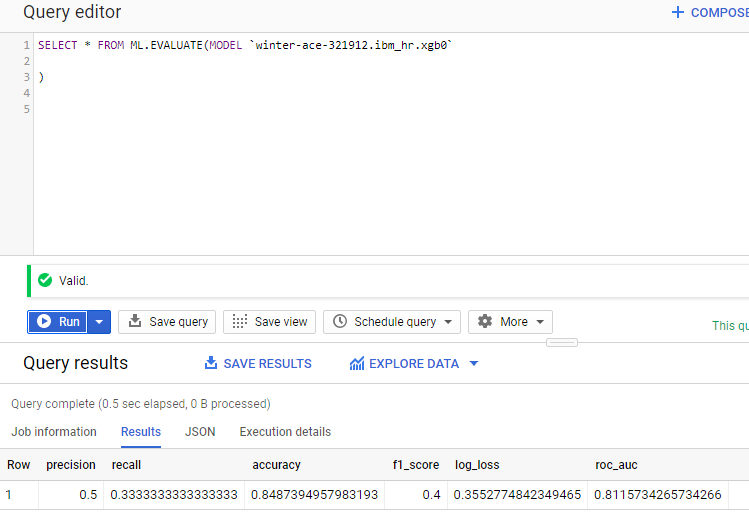 Query editor
+ COMPOSE
1 SELECT * FROM ML.EVALUATE(MODEL `winter-ace-321912.ibm_hr.xgb0`
2
3 )
4
5
Valid.
Run Save query Save view Schedule query More
This qu
Query results SAVE RESULTS EXPLORE DATA
Query complete (0.5 sec elapsed, 0 B processed)
Job information Results JSON Execution details
Row precision recall accuracy f1_score log_loss roc_auc
1 0.5 0.3333333333333333 0.8487394957983193 0.4 0.3552774842349465 0.8115734265734266